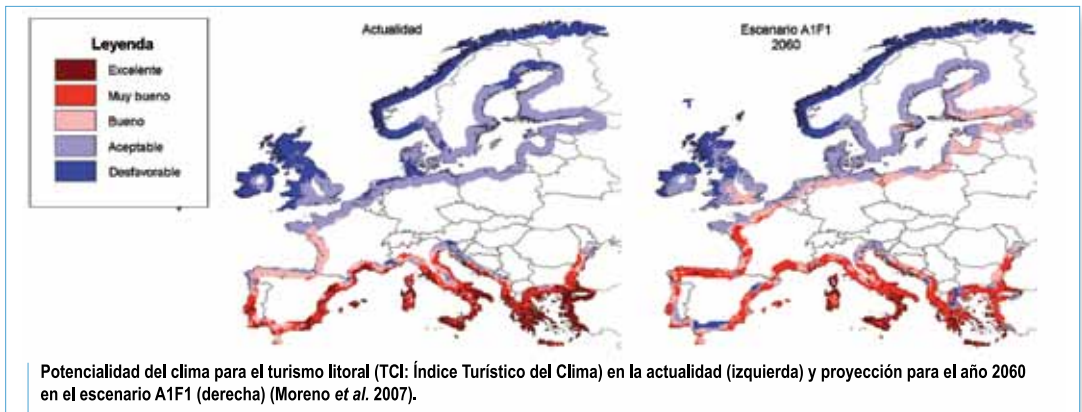 Leyenda
Excelente
Muy bueno
Bueno
Aceptable
Desfavorable
Actualidad
Escenario A1F1
2060
Potencialidad del clima para el turismo litoral (TCI: Índice Turístico del Clima) en la actualidad (izquierda) y proyección para el año 2060
en el escenario A1F1 (derecha) (Moreno et al. 2007).